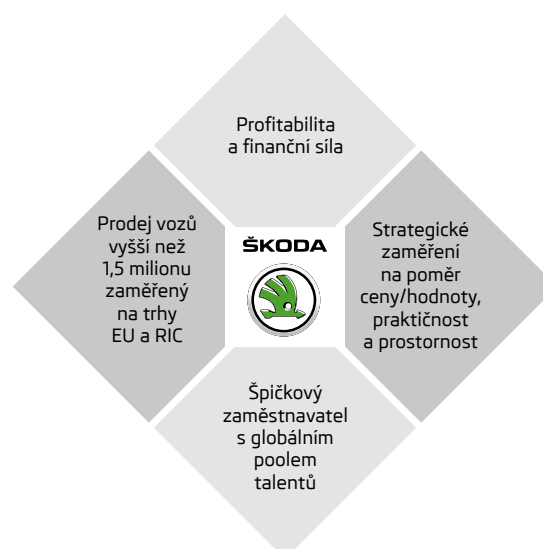 Profitabilita
a finanční síla
Prodej vozů
vyšší než
1,5 milionu
zaměřený
na trhy
EU a RIC
ŠKODA
Strategické
zaměření
na poměr
ceny/hodnoty,
praktičnost
a prostornost
Špičkový
zaměstnavatel
s globálním
poolem
talentů